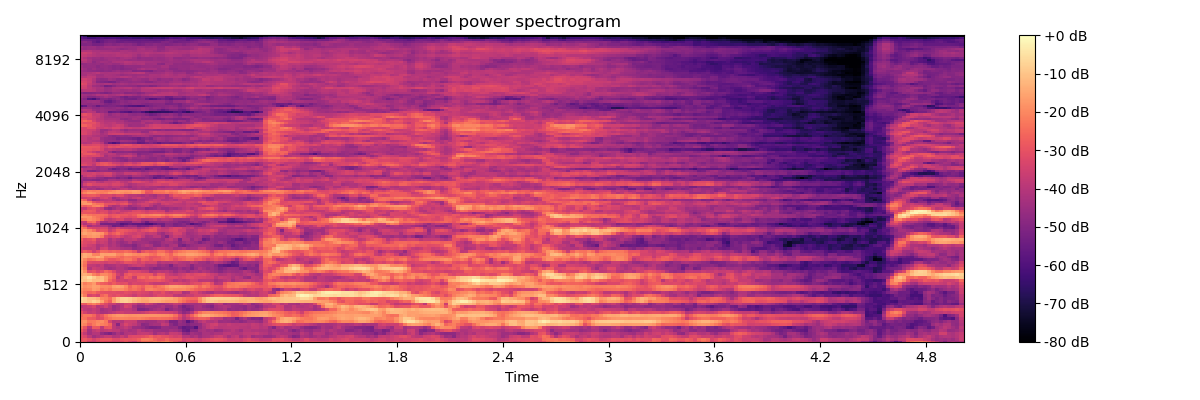 mel power spectrogram
Hz
8192
4096
2048
1024
512
0
0 0.6 1.2 1.8 2.4 3 3.6 4.2 4.8
Time
+0 dB
-10 dB
-20 dB
-30 dB
-40 dB
-50 dB
-60 dB
-70 dB
-80 dB